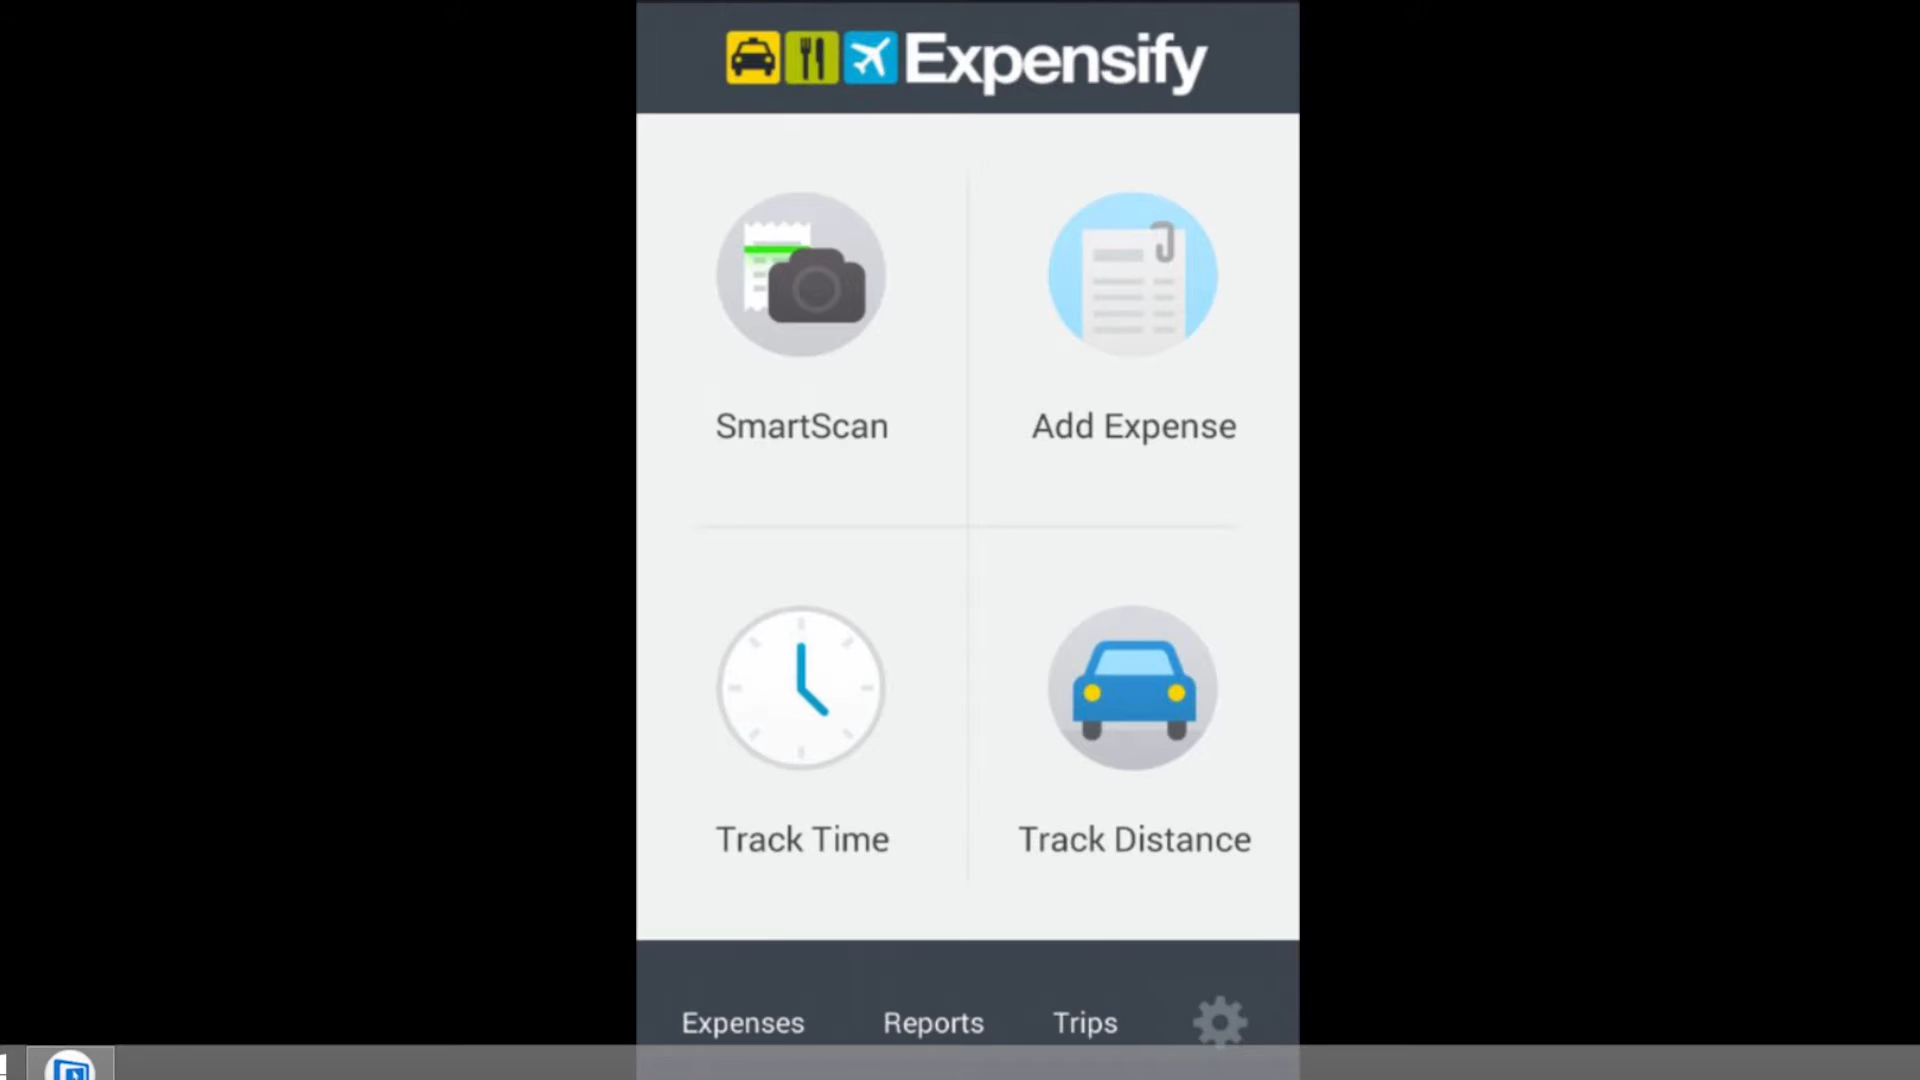 Expensify
SmartScan
Add Expense
Track Time
Track Distance
Expenses
Reports
Trips